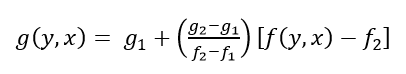 g(y,x) = g₁ + (g₂−g₁ / f₂−f₁) [f(y,x) − f₂]